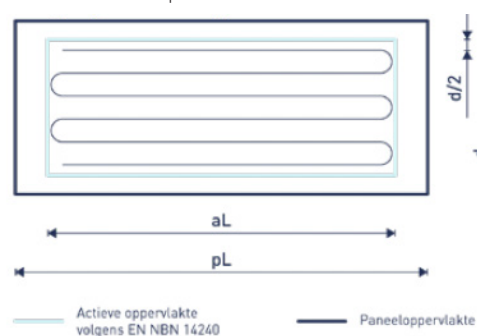 d/2
aL
pL
Actieve oppervlakte
volgens EN NBN 14240
Paneeloppervlakte